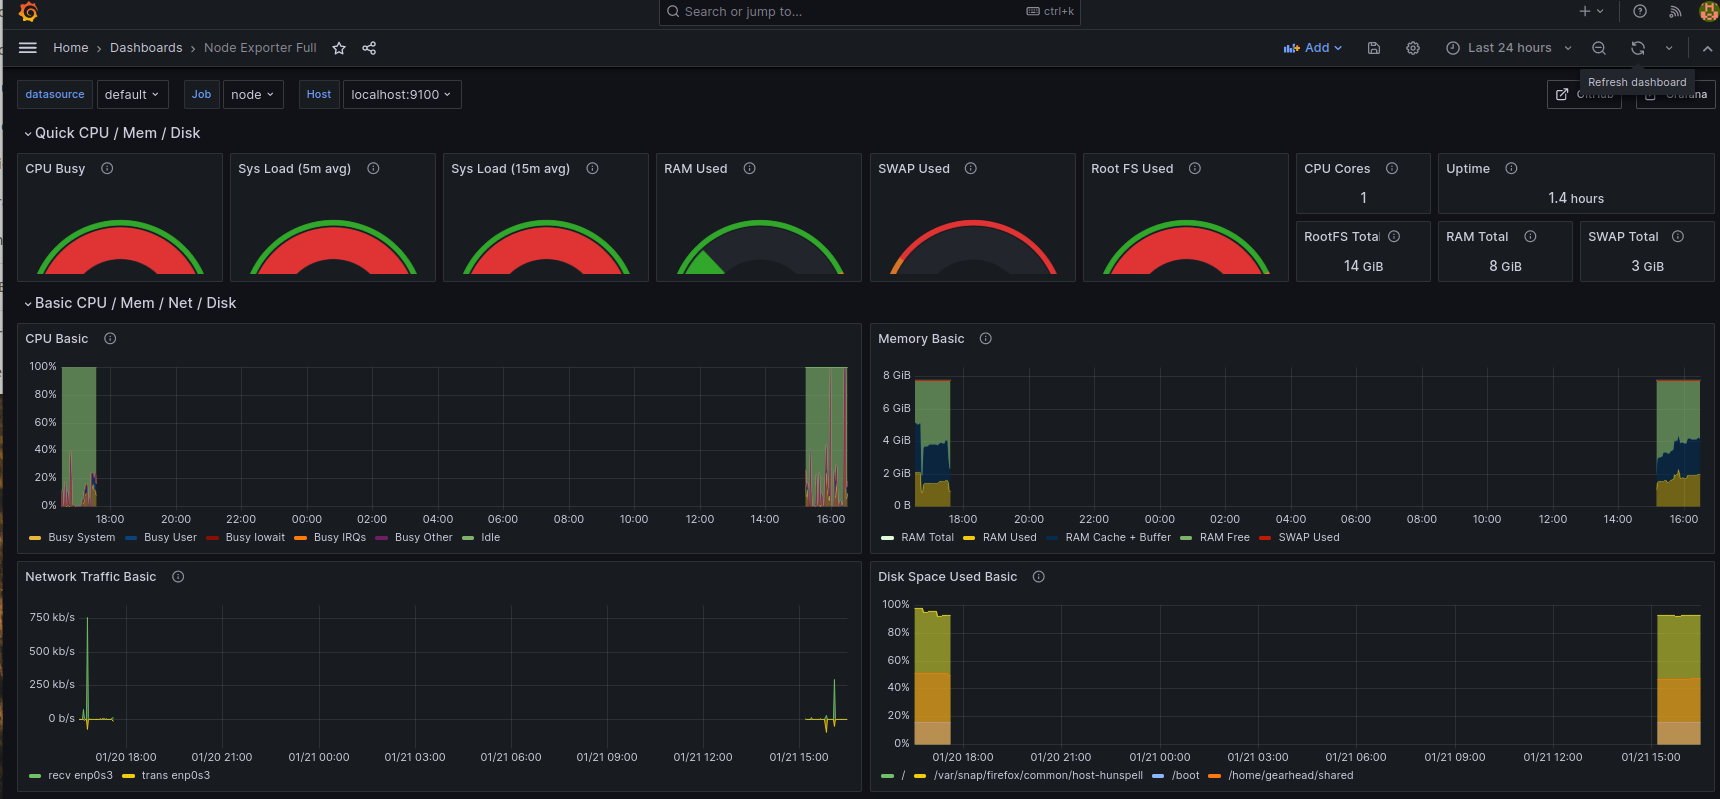 Search or jump to... ctrl+k
Home › Dashboards › Node Exporter Full Add Last 24 hours
Refresh dashboard
datasource default Job node Host localhost:9100
Quick CPU / Mem / Disk
CPU Busy Sys Load (5m avg) Sys Load (15m avg) RAM Used SWAP Used Root FS Used CPU Cores Uptime
1 1.4 hours
RootFS Total RAM Total SWAP Total
14 GiB 8 GiB 3 GiB
Basic CPU / Mem / Net / Disk
CPU Basic
100%
80%
60%
40%
20%
0%
18:00 20:00 22:00 00:00 02:00 04:00 06:00 08:00 10:00 12:00 14:00 16:00
Busy System Busy User Busy Iowait Busy IRQs Busy Other Idle
Memory Basic
8 GiB
6 GiB
4 GiB
2 GiB
0 B
18:00 20:00 22:00 00:00 02:00 04:00 06:00 08:00 10:00 12:00 14:00 16:00
RAM Total RAM Used RAM Cache + Buffer RAM Free SWAP Used
Network Traffic Basic
750 kb/s
500 kb/s
250 kb/s
0 b/s
01/20 18:00 01/20 21:00 01/21 00:00 01/21 03:00 01/21 06:00 01/21 09:00 01/21 12:00 01/21 15:00
recv enp0s3 trans enp0s3
Disk Space Used Basic
100%
80%
60%
40%
20%
0%
01/20 18:00 01/20 21:00 01/21 00:00 01/21 03:00 01/21 06:00 01/21 09:00 01/21 12:00 01/21 15:00
/ /var/snap/firefox/common/host-hunspell /boot /home/gearhead/shared